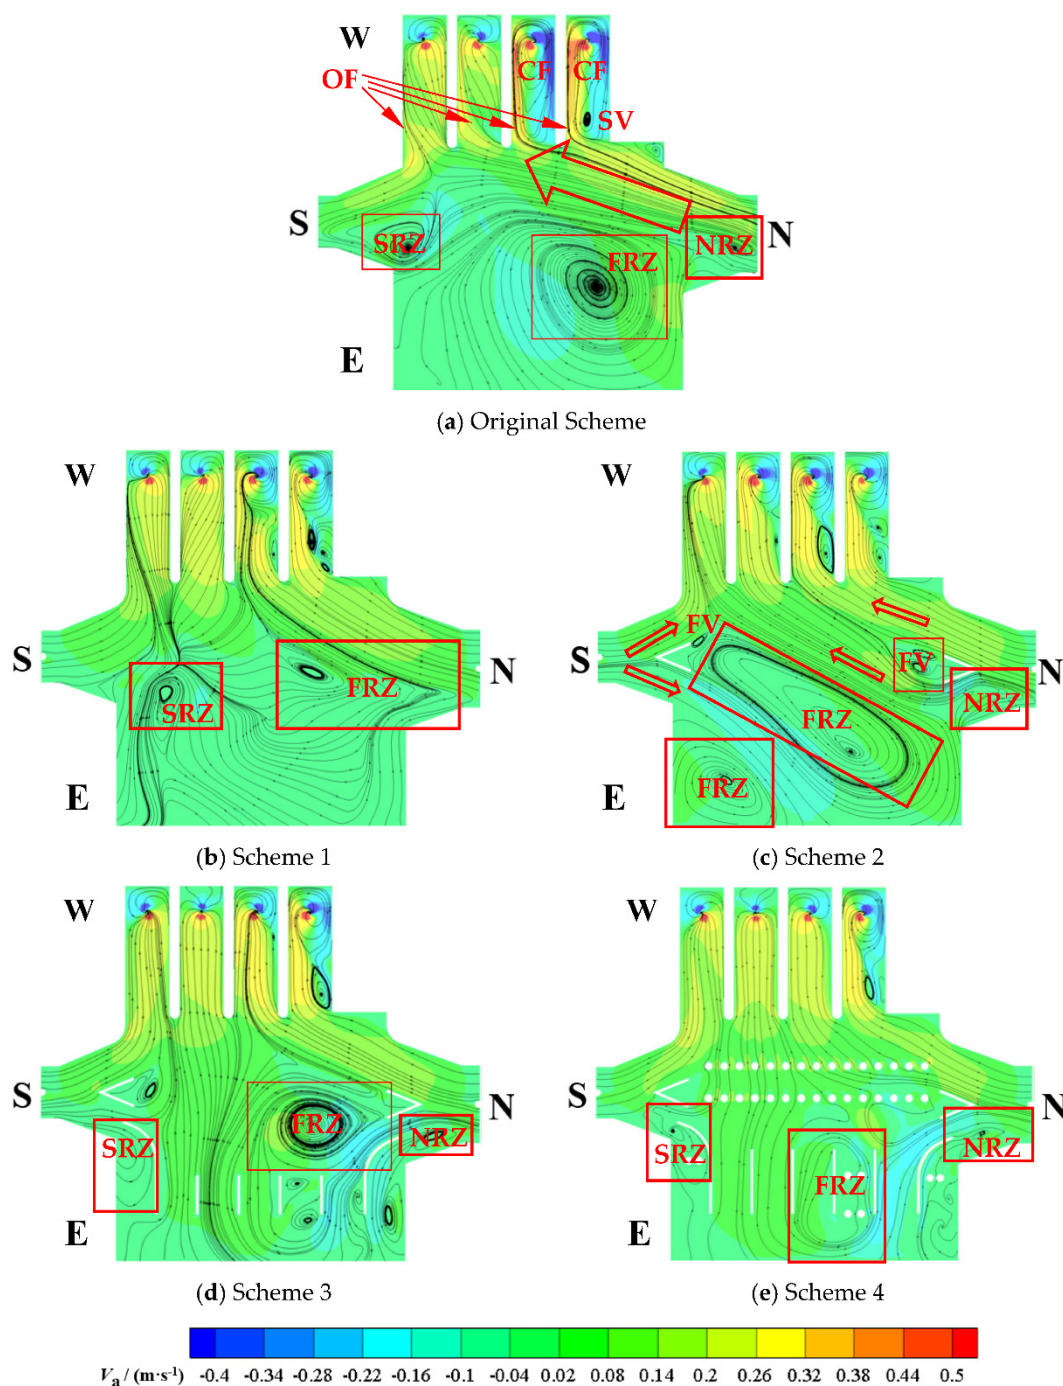 W
OF
CF CF
SV
S
SRZ
FRZ
NRZ
N
E
(a) Original Scheme
W
S
SRZ
FRZ
N
E
(b) Scheme 1
W
S
FV
FV
FRZ
NRZ
N
FRZ
E
(c) Scheme 2
W
S
SRZ
FRZ
NRZ
N
E
(d) Scheme 3
W
S
SRZ
FRZ
NRZ
N
E
(e) Scheme 4
Va / (m·s-1) -0.4 -0.34 -0.28 -0.22 -0.16 -0.1 -0.04 0.02 0.08 0.14 0.2 0.26 0.32 0.38 0.44 0.5